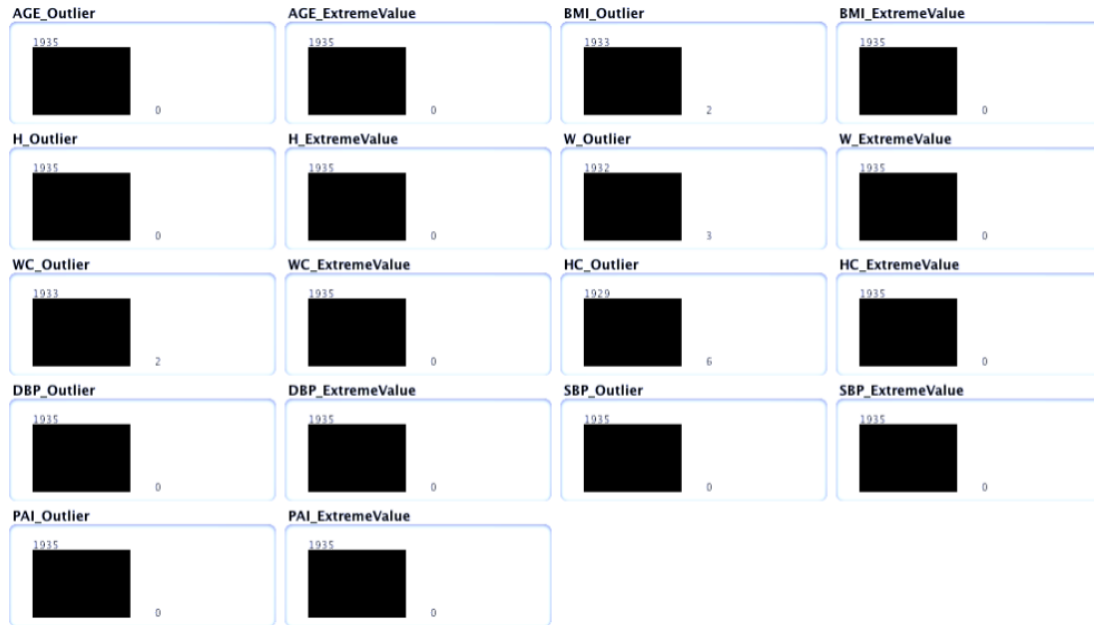 AGE_Outlier AGE_ExtremeValue BMI_Outlier BMI_ExtremeValue
1935 1935 1933 1935
0 0 2 0
H_Outlier H_ExtremeValue W_Outlier W_ExtremeValue
1935 1935 1932 1935
0 0 3 0
WC_Outlier WC_ExtremeValue HC_Outlier HC_ExtremeValue
1933 1935 1929 1935
2 0 6 0
DBP_Outlier DBP_ExtremeValue SBP_Outlier SBP_ExtremeValue
1935 1935 1935 1935
0 0 0 0
PAI_Outlier PAI_ExtremeValue
1935 1935
0 0